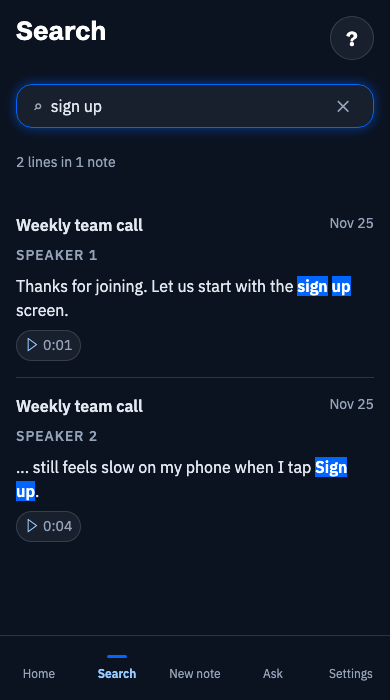 Search
?
sign up
2 lines in 1 note
Weekly team call
Nov 25
SPEAKER 1
Thanks for joining. Let us start with the sign up
screen.
0:01
Weekly team call
Nov 25
SPEAKER 2
... still feels slow on my phone when I tap Sign
up.
0:04
Home
Search
New note
Ask
Settings